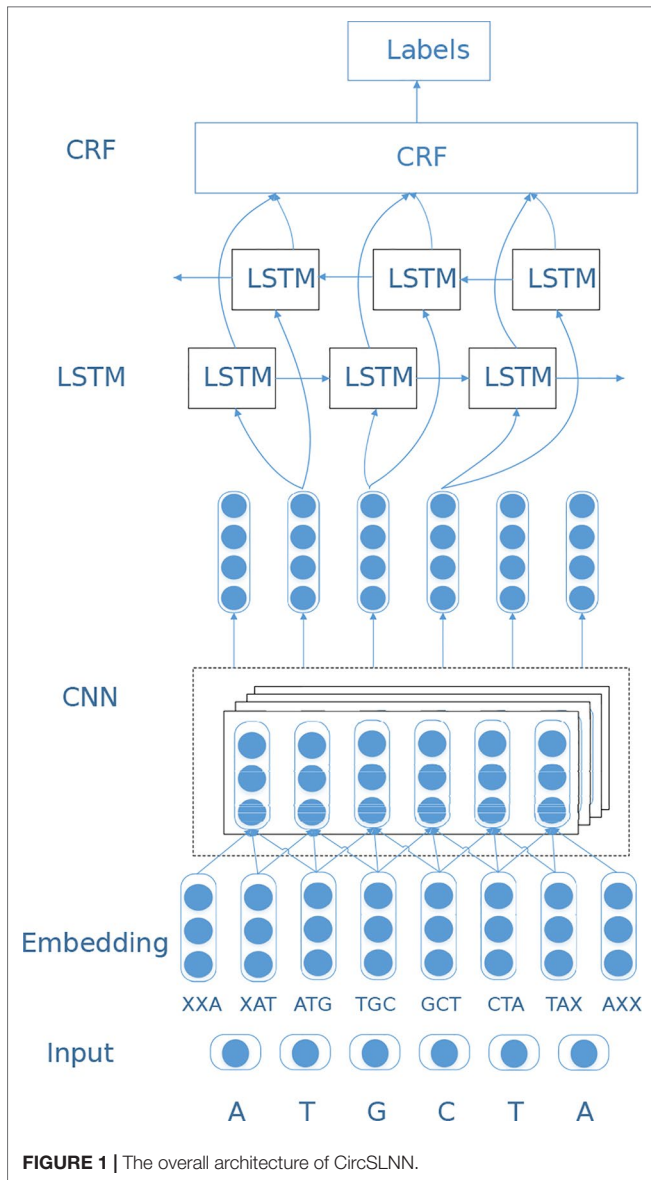 Labels
CRF CRF
LSTM LSTM LSTM
LSTM LSTM LSTM LSTM
CNN
Embedding
XXA XAT ATG TGC GCT CTA TAX AXX
Input
A T G C T A
FIGURE 1 | The overall architecture of CircSLNN.